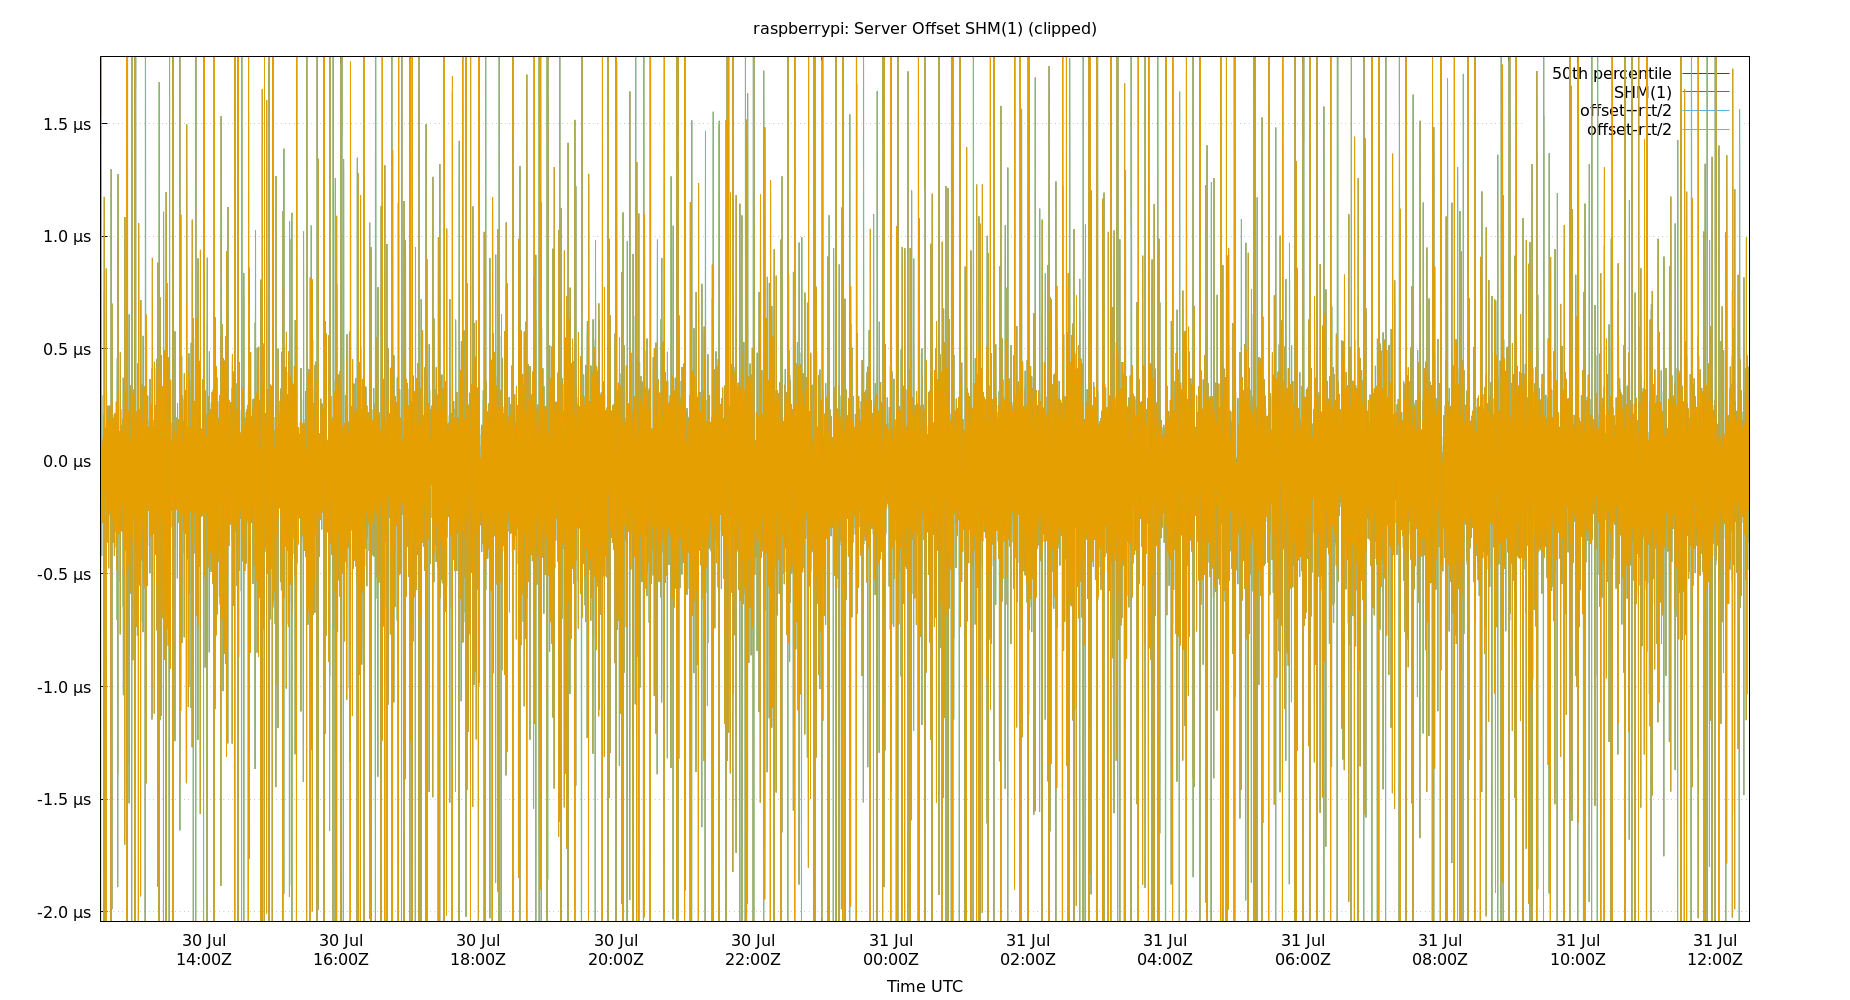 raspberrypi: Server Offset SHM(1) (clipped)
50th percentile
SHM(1)
offset+rtt/2
offset-rtt/2
1.5 µs
1.0 µs
0.5 µs
0.0 µs
-0.5 µs
-1.0 µs
-1.5 µs
-2.0 µs
30 Jul 30 Jul 30 Jul 30 Jul 30 Jul 31 Jul 31 Jul 31 Jul 31 Jul 31 Jul 31 Jul 31 Jul
14:00Z 16:00Z 18:00Z 20:00Z 22:00Z 00:00Z 02:00Z 04:00Z 06:00Z 08:00Z 10:00Z 12:00Z
Time UTC